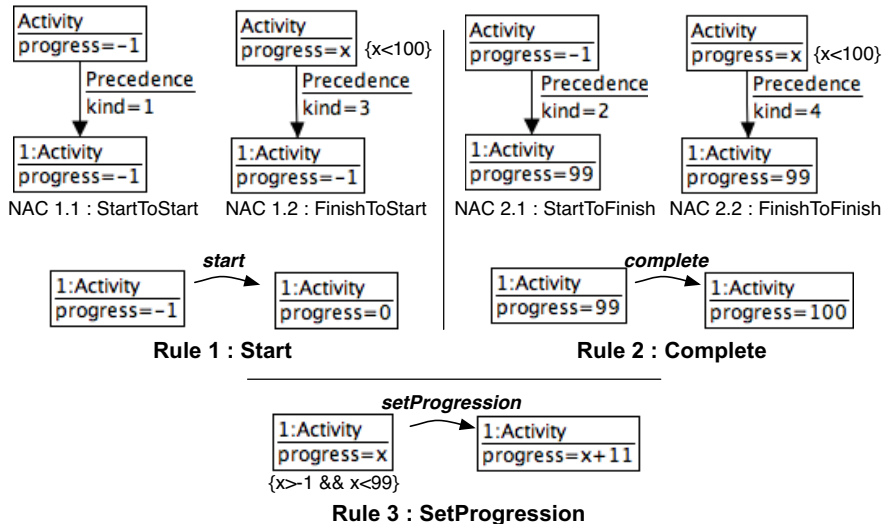 Activity
progress=-1
Precedence
kind=1
1:Activity
progress=-1
NAC 1.1 : StartToStart
Activity
progress=x {x<100}
Precedence
kind=3
1:Activity
progress=-1
NAC 1.2 : FinishToStart
start
1:Activity
progress=-1
1:Activity
progress=0
Rule 1 : Start
Activity
progress=-1
Precedence
kind=2
1:Activity
progress=99
NAC 2.1 : StartToFinish
Activity
progress=x {x<100}
Precedence
kind=4
1:Activity
progress=99
NAC 2.2 : FinishToFinish
complete
1:Activity
progress=99
1:Activity
progress=100
Rule 2 : Complete
setProgression
1:Activity
progress=x
{x>-1 && x<99}
1:Activity
progress=x+11
Rule 3 : SetProgression